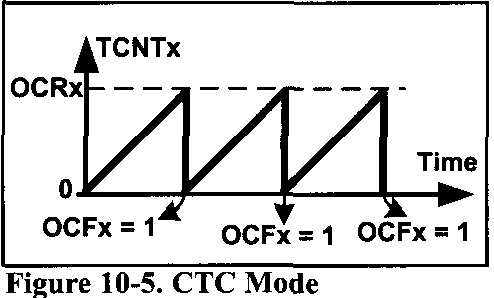 TCNTx
OCRx
Time
0
OCFx = 1
OCFx = 1
OCFx = 1
Figure 10-5. CTC Mode